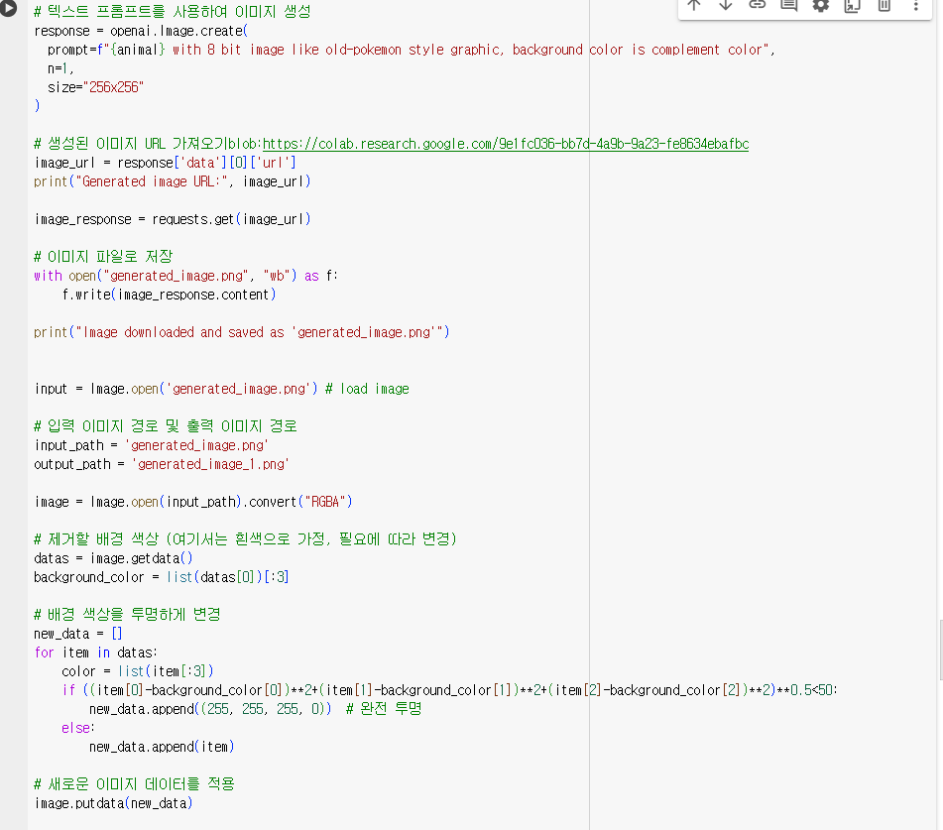 # 텍스트 프롬프트를 사용하여 이미지 생성
response = openai.Image.create(
  prompt=f"{animal} with 8 bit image like old-pokemon style graphic, background color is complement color",
  n=1,
  size="256x256"
)

# 생성된 이미지 URL 가져오기blob:https://colab.research.google.com/9e1fc036-bb7d-4a9b-9a23-fe8634ebafbc
image_url = response['data'][0]['url']
print("Generated image URL:", image_url)

image_response = requests.get(image_url)

# 이미지 파일로 저장
with open("generated_image.png", "wb") as f:
    f.write(image_response.content)

print("Image downloaded and saved as 'generated_image.png'")

input = Image.open('generated_image.png') # load image

# 입력 이미지 경로 및 출력 이미지 경로
input_path = 'generated_image.png'
output_path = 'generated_image_1.png'

image = Image.open(input_path).convert("RGBA")

# 제거할 배경 색상 (여기서는 흰색으로 가정, 필요에 따라 변경)
datas = image.getdata()
background_color = list(datas[0])[:3]

# 배경 색상을 투명하게 변경
new_data = []
for item in datas:
    color = list(item[:3])
    if ((item[0]-background_color[0])**2+(item[1]-background_color[1])**2+(item[2]-background_color[2])**2)**0.5<50:
        new_data.append((255, 255, 255, 0))  # 완전 투명
    else:
        new_data.append(item)

# 새로운 이미지 데이터를 적용
image.putdata(new_data)